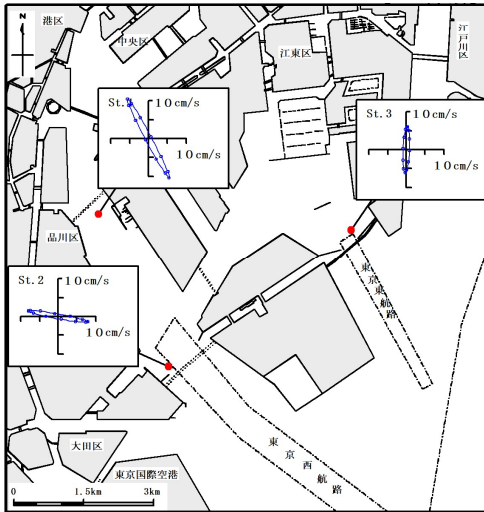 N
港区
中央区
江東区
江戸川区
St.
10cm/s
10cm/s
St.3
10cm/s
10cm/s
品川区
St.2
10cm/s
10cm/s
東京東航路
東京西航路
大田区
東京国際空港
0
1.5km
3km